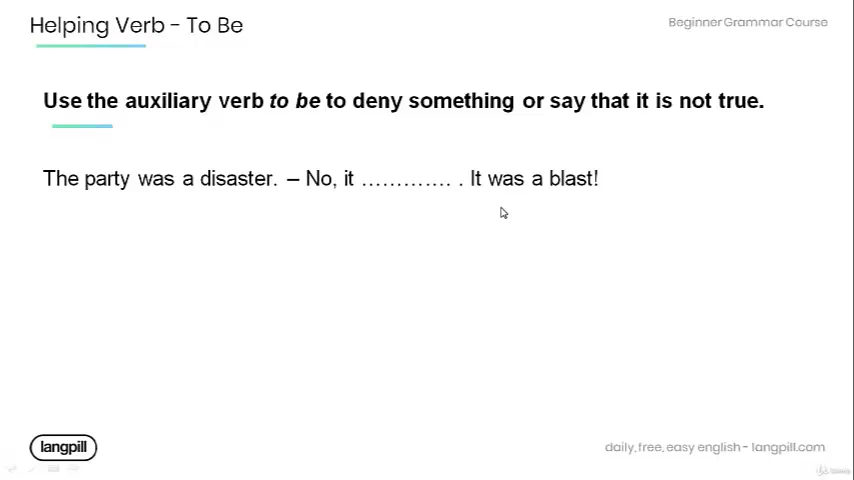 Helping Verb - To Be
Beginner Grammar Course
Use the auxiliary verb to be to deny something or say that it is not true.
The party was a disaster. – No, it …………. . It was a blast!
langpill
daily, free, easy english - langpill.com
Udemy